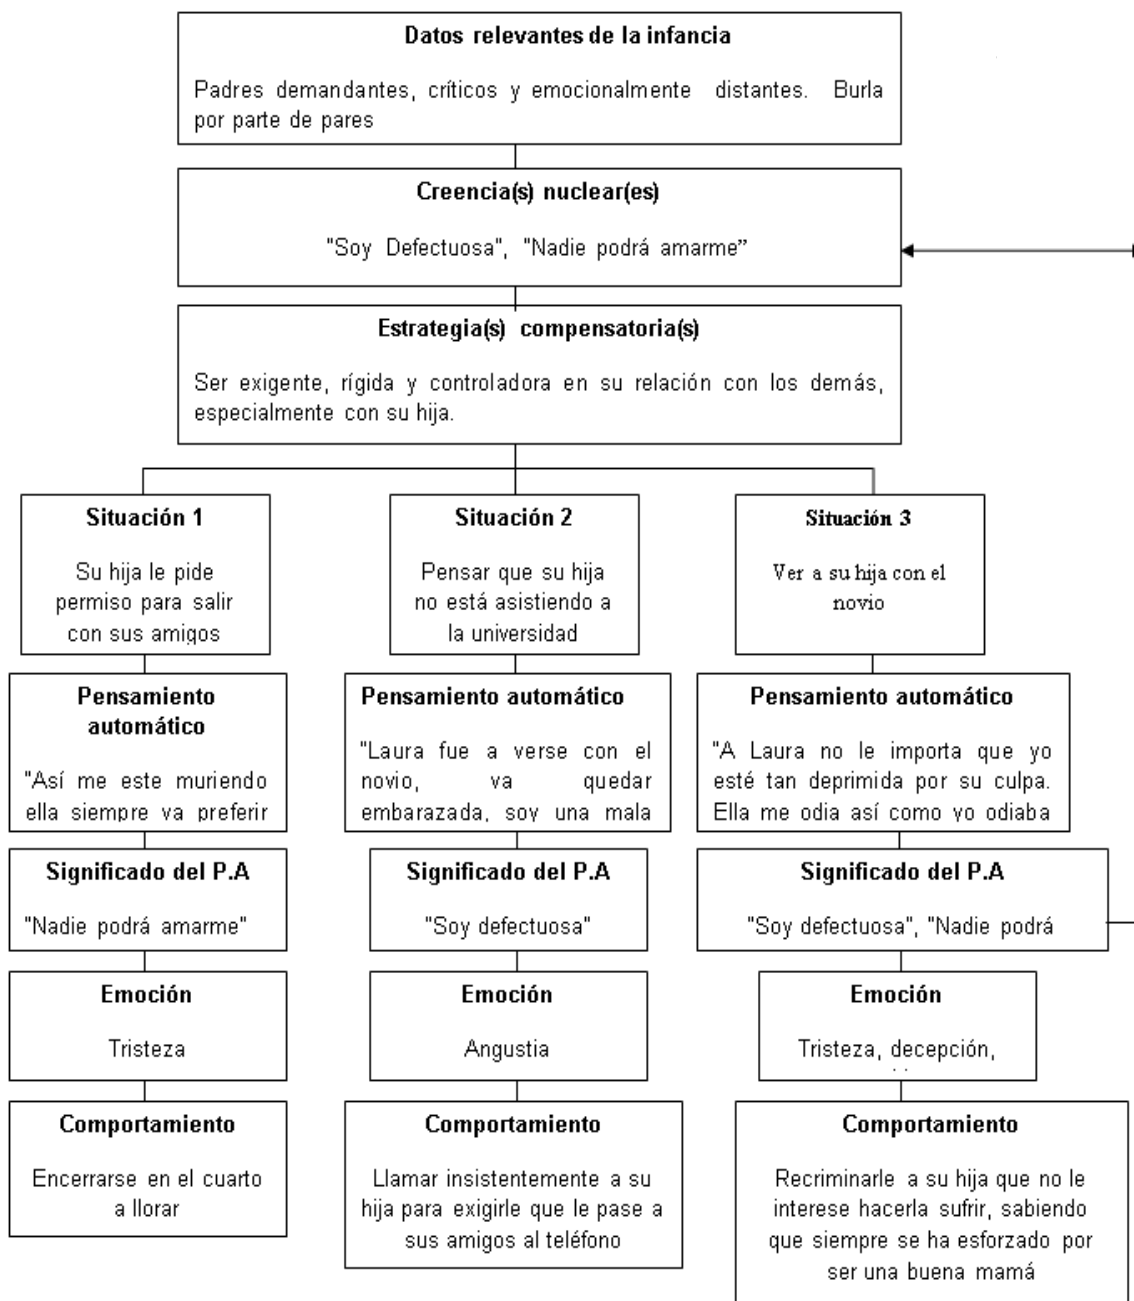 Datos relevantes de la infancia
Padres demandantes, críticos y emocionalmente distantes. Burla
por parte de pares
Creencia(s) nuclear(es)
"Soy Defectuosa", "Nadie podrá amarme"
Estrategia(s) compensatoria(s)
Ser exigente, rígida y controladora en su relación con los demás,
especialmente con su hija.
Situación 1
Su hija le pide
permiso para salir
con sus amigos
Situación 2
Pensar que su hija
no está asistiendo a
la universidad
Situación 3
Ver a su hija con el
novio
Pensamiento
automático
"Así me este muriendo
ella siempre va preferir
Pensamiento automático
"Laura fue a verse con el
novio, va quedar
embarazada, soy una mala
Pensamiento automático
"A Laura no le importa que yo
esté tan deprimida por su culpa.
Ella me odia así como yo odiaba
Significado del P.A
"Nadie podrá amarme"
Significado del P.A
"Soy defectuosa"
Significado del P.A
"Soy defectuosa", "Nadie podrá
Emoción
Tristeza
Emoción
Angustia
Emoción
Tristeza, decepción,
Comportamiento
Encerrarse en el cuarto
a llorar
Comportamiento
Llamar insistentemente a su
hija para exigirle que le pase a
sus amigos al teléfono
Comportamiento
Recriminarle a su hija que no le
interese hacerla sufrir, sabiendo
que siempre se ha esforzado por
ser una buena mamá